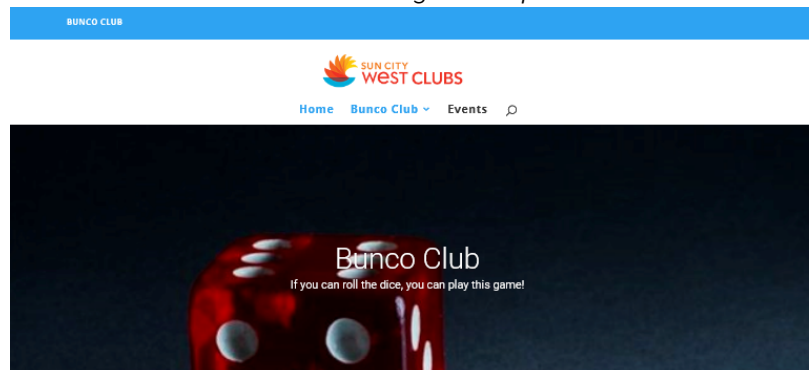 BUNCO CLUB
SUN CITY
WEST CLUBS
Home Bunco Club Events
Bunco Club
If you can roll the dice, you can play this game!